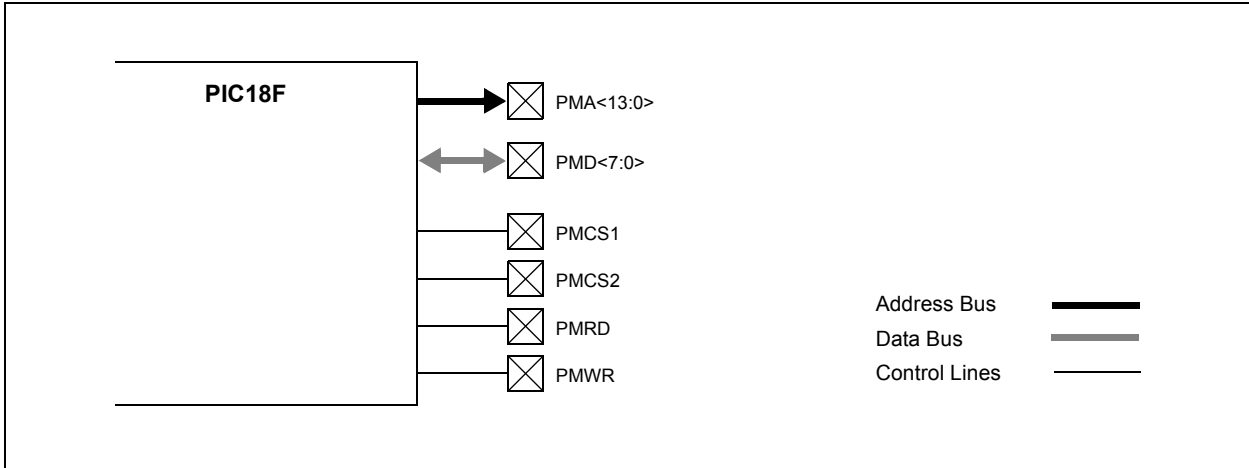 PIC18F
PMA<13:0>
PMD<7:0>
PMCS1
PMCS2
PMRD
PMWR
Address Bus
Data Bus
Control Lines